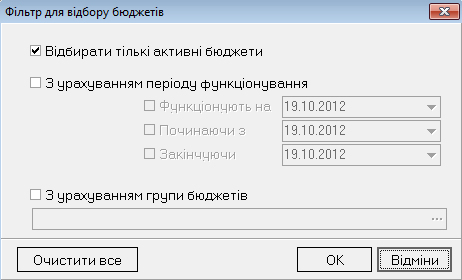 Фільтр для відбору бюджетів
Відбирати тількі активні бюджети
З урахуванням періоду функціонування
Функціонують на 19.10.2012
Починаючи з 19.10.2012
Закінчуючи 19.10.2012
З урахуванням групи бюджетів
...
Очистити все OK Відміни